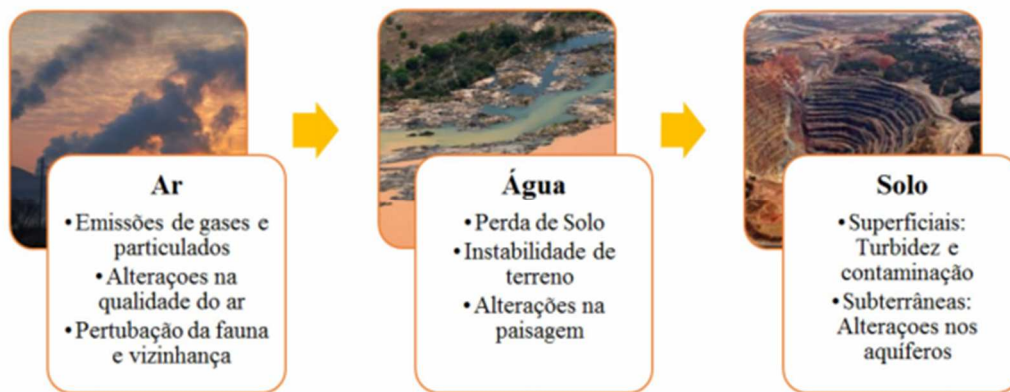 Ar
•Emissões de gases e
particulados
•Alteraçoes na
qualidade do ar
•Pertubação da fauna
e vizinhança
Água
•Perda de Solo
•Instabilidade de
terreno
•Alterações na
paisagem
Solo
•Superficiais:
Turbidez e
contaminação
•Subterrâneas:
Alteraçoes nos
aquíferos